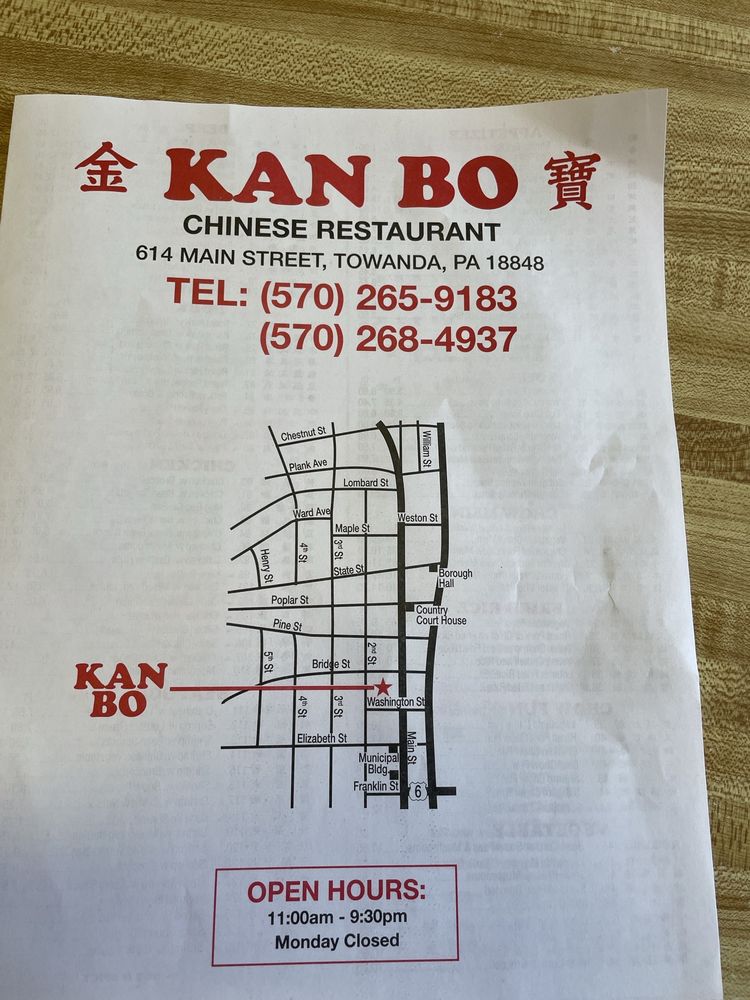 金 KAN BO 寶
CHINESE RESTAURANT
614 MAIN STREET, TOWANDA, PA 18848
TEL: (570) 265-9183
(570) 268-4937
Chestnut St
William St
Plank Ave
Lombard St
Ward Ave
Weston St
Maple St
4th St
3rd St
Henry St
State St
Borough
Hall
Poplar St
Country
Court House
Pine St
5th St
2nd St
Bridge St
KAN
BO
4th St
3rd St
Washington St
Elizabeth St
Main St
Municipal
Bldg.
Franklin St
6
OPEN HOURS:
11:00am - 9:30pm
Monday Closed